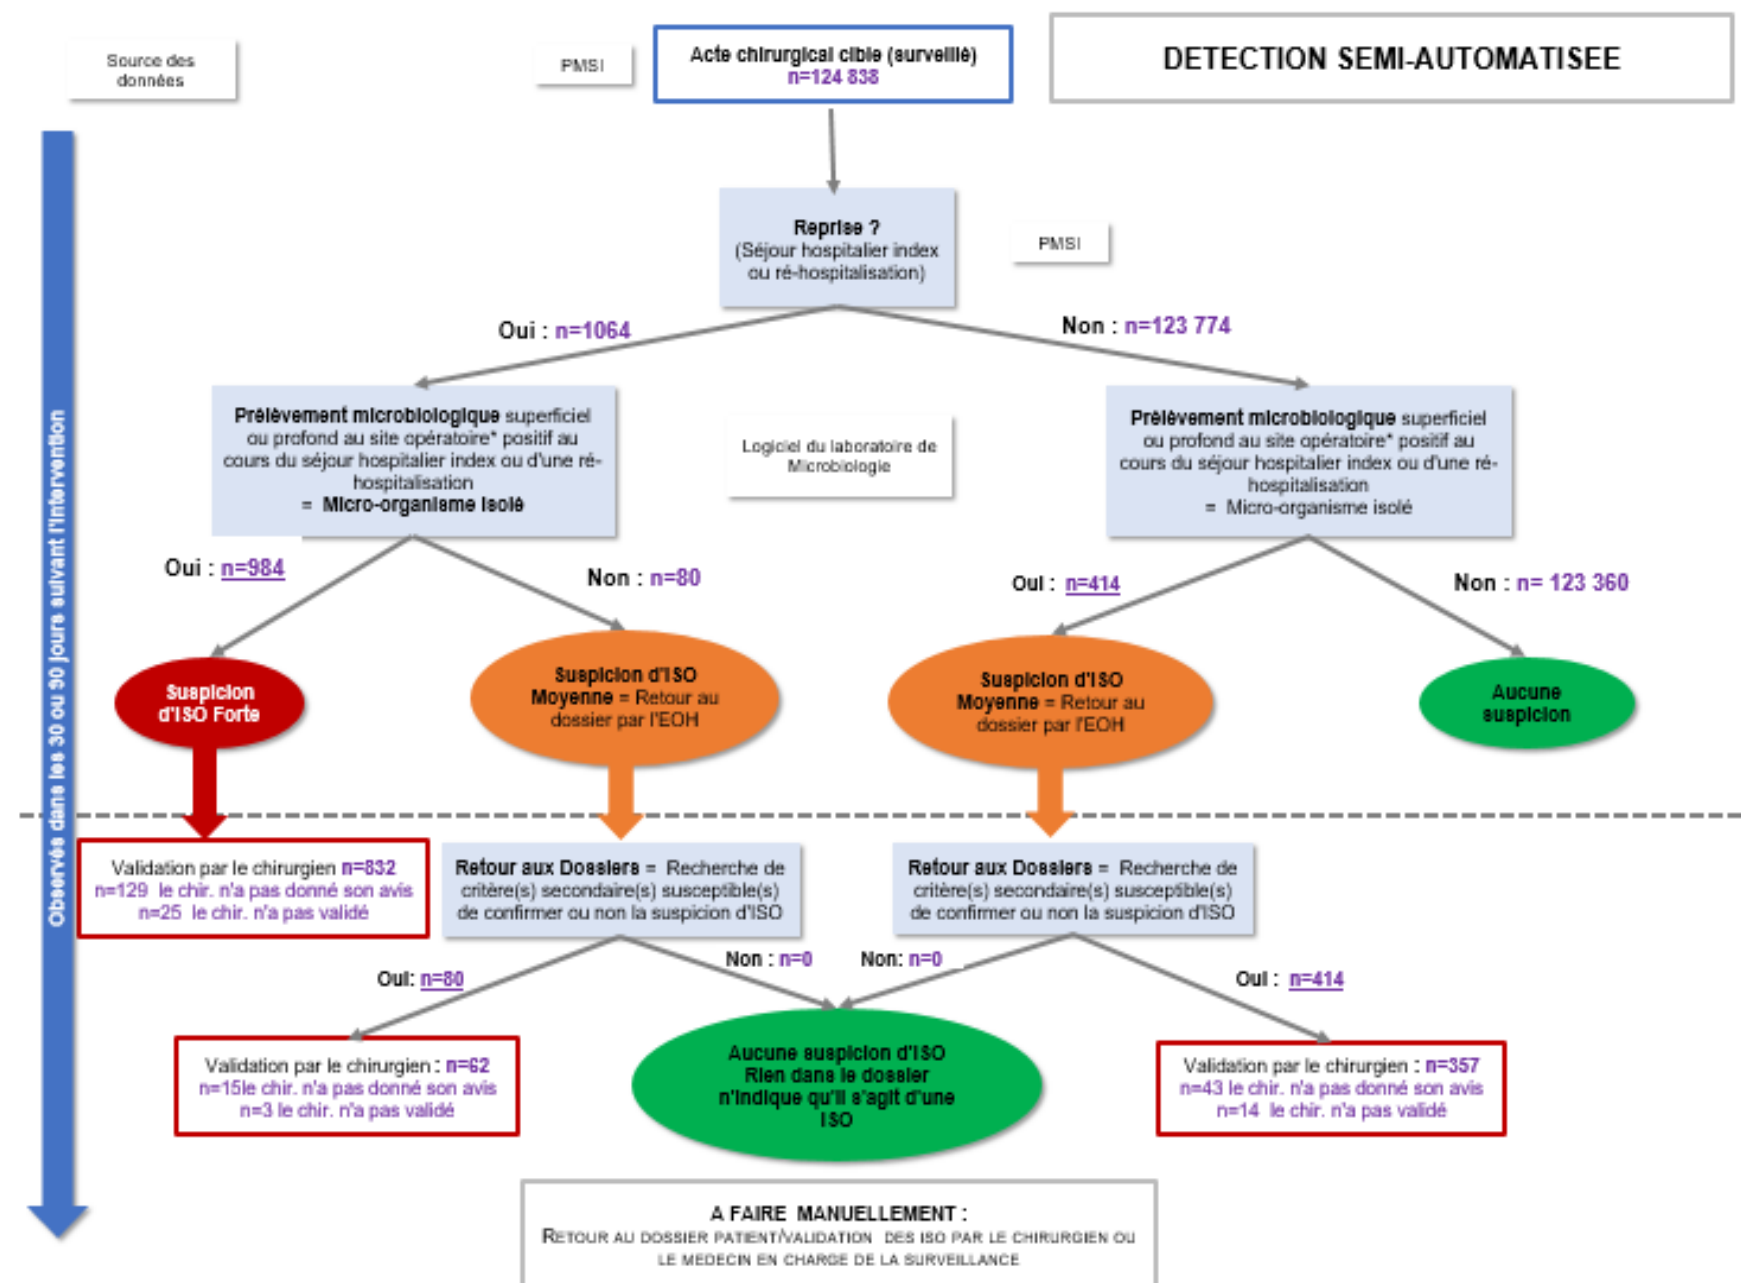 Source des
données
PMSI
Acte chirurgical cible (surveillé)
n=124 838
DETECTION SEMI-AUTOMATISEE
Reprise ?
(Séjour hospitalier index
ou ré-hospitalisation)
PMSI
Oui : n=1064
Non : n=123 774
Prélèvement microbiologique superficiel
ou profond au site opératoire* positif au
cours du séjour hospitalier index ou d'une ré-
hospitalisation
= Micro-organisme isolé
Logiciel du laboratoire de
Microbiologie
Prélèvement microbiologique superficiel
ou profond au site opératoire* positif au
cours du séjour hospitalier index ou d'une ré-
hospitalisation
= Micro-organisme isolé
Oui : n=984
Non : n=80
Oui : n=414
Non : n= 123 360
Suspicion
d'ISO Forte
Suspicion d'ISO
Moyenne = Retour au
dossier par l'EOH
Suspicion d'ISO
Moyenne = Retour au
dossier par l'EOH
Aucune
suspicion
Observés dans les 30 ou 90 jours suivant l'intervention
Validation par le chirurgien n=832
n=129 le chir. n'a pas donné son avis
n=25 le chir. n'a pas validé
Retour aux Dossiers = Recherche de
critère(s) secondaire(s) susceptible(s)
de confirmer ou non la suspicion d'ISO
Retour aux Dossiers = Recherche de
critère(s) secondaire(s) susceptible(s)
de confirmer ou non la suspicion d'ISO
Oui: n=80
Non : n=0
Non: n=0
Oui : n=414
Validation par le chirurgien : n=62
n=15le chir. n'a pas donné son avis
n=3 le chir. n'a pas validé
Aucune suspicion d'ISO
Rien dans le dossier
n'indique qu'il s'agit d'une
ISO
Validation par le chirurgien : n=357
n=43 le chir. n'a pas donné son avis
n=14 le chir. n'a pas validé
A FAIRE MANUELLEMENT :
RETOUR AU DOSSIER PATIENT/VALIDATION DES ISO PAR LE CHIRURGIEN OU
LE MEDECIN EN CHARGE DE LA SURVEILLANCE